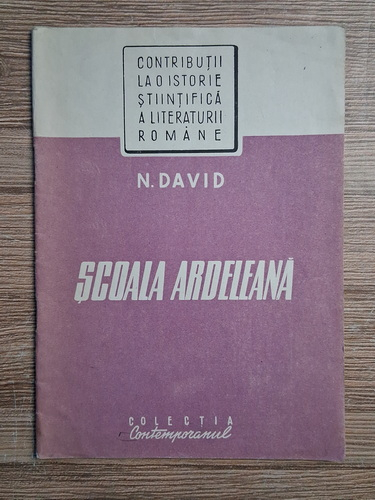 CONTRIBUȚII
LA O ISTORIE
ȘTIINȚIFICĂ
A LITERATURII
ROMÂNE
N. DAVID
ȘCOALA ARDELEANĂ
COLECȚIA
Contemporanul